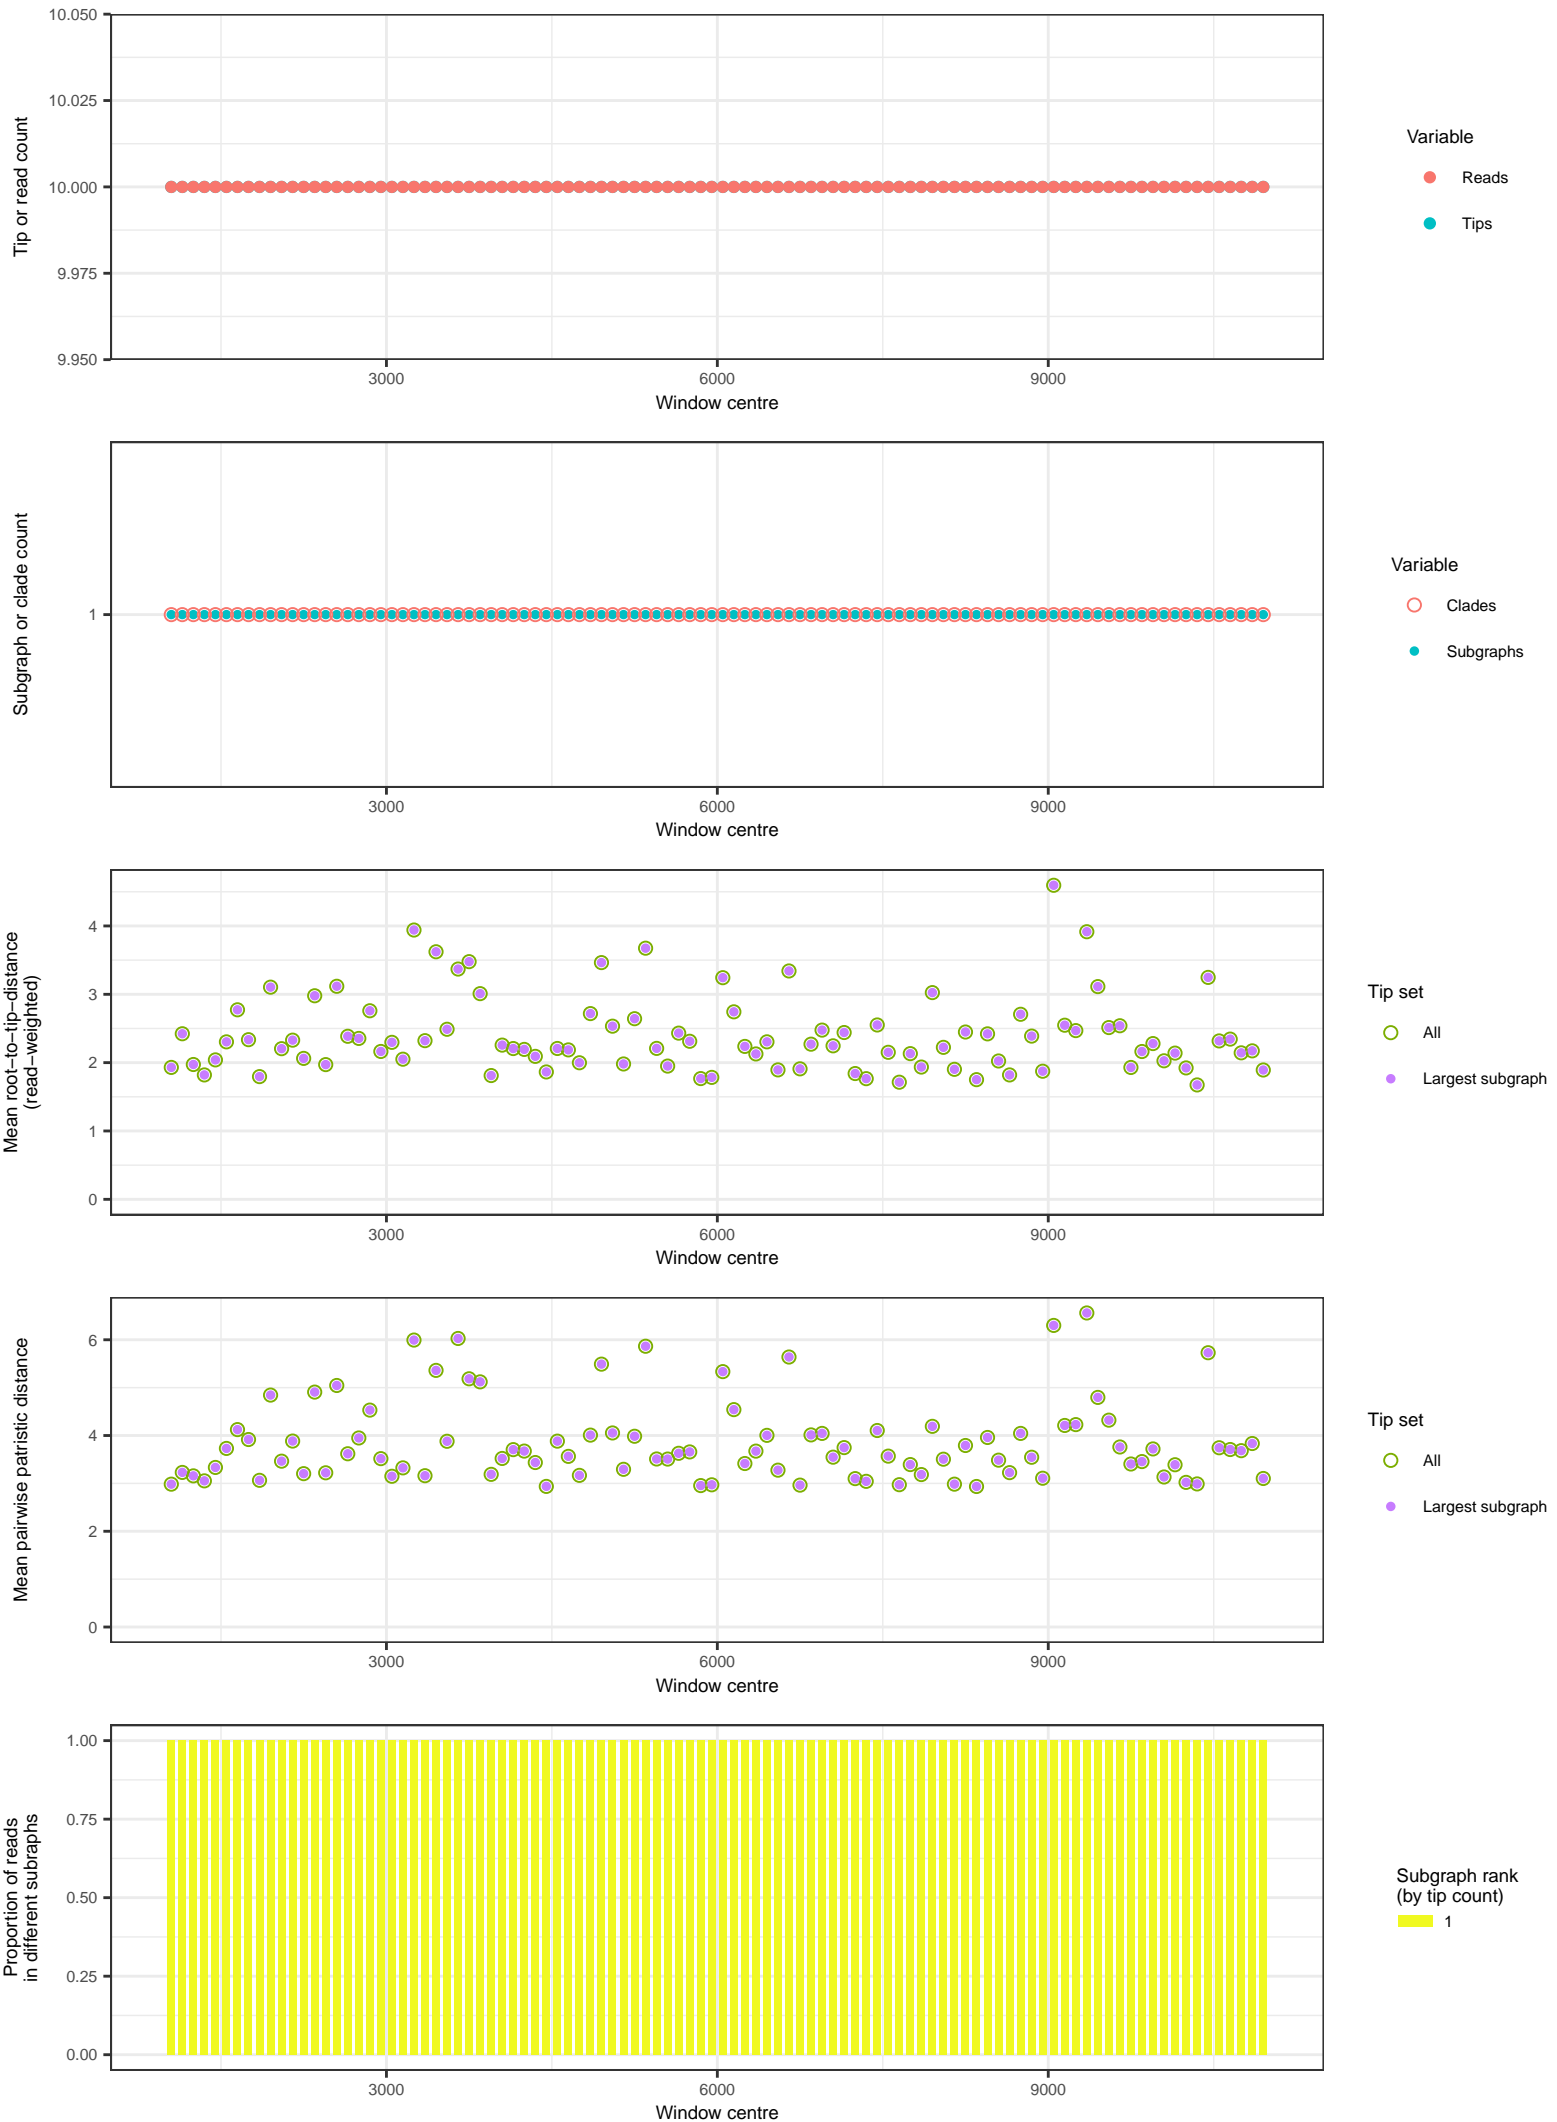 10.050
10.025
10.000
9.975
9.950
Tip or read count
3000
6000
9000
Window centre
Variable
Reads
Tips
Subgraph or clade count
1
3000
6000
9000
Window centre
Variable
Clades
Subgraphs
Mean root−to−tip−distance
(read−weighted)
4
3
2
1
0
3000
6000
9000
Window centre
Tip set
All
Largest subgraph
Mean pairwise patristic distance
6
4
2
0
3000
6000
9000
Window centre
Tip set
All
Largest subgraph
Proportion of reads
in different subraphs
1.00
0.75
0.50
0.25
0.00
3000
6000
9000
Window centre
Subgraph rank
(by tip count)
1